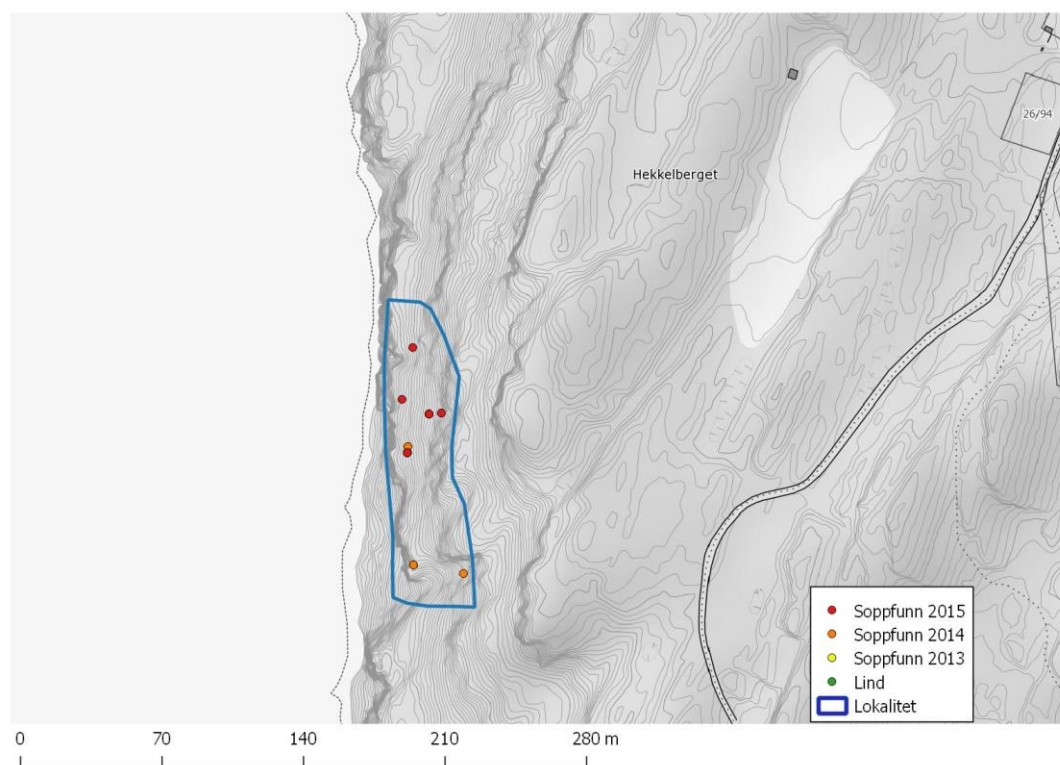 26/94
Hekkelberget
Soppfunn 2015
Soppfunn 2014
Soppfunn 2013
Lind
Lokalitet
0 70 140 210 280 m